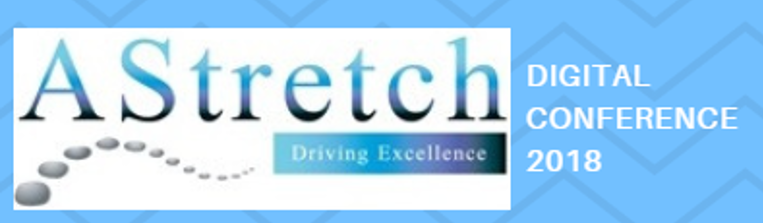 AStretch
Driving Excellence
DIGITAL
CONFERENCE
2018